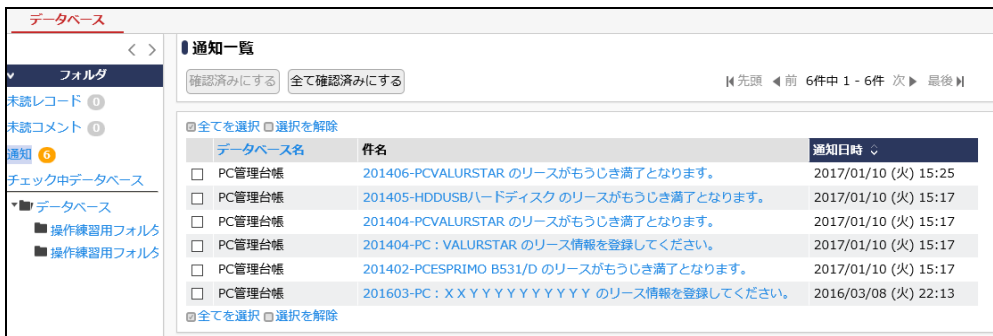 データベース
通知一覧
フォルダ
確認済みにする 全て確認済みにする
先頭 前 6件中 1 - 6件 次 最後
未読レコード 0
未読コメント 0
通知 6
チェック中データベース
データベース
操作練習用フォルダ
操作練習用フォルダ
全てを選択 選択を解除
データベース名 件名 通知日時
PC管理台帳 201406-PCVALURSTAR のリースがもうじき満了となります。 2017/01/10 (火) 15:25
PC管理台帳 201405-HDDUSBハードディスク のリースがもうじき満了となります。 2017/01/10 (火) 15:17
PC管理台帳 201404-PCVALURSTAR のリースがもうじき満了となります。 2017/01/10 (火) 15:17
PC管理台帳 201404-PC：VALURSTAR のリース情報を登録してください。 2017/01/10 (火) 15:17
PC管理台帳 201402-PCESPRIMO B531/D のリースがもうじき満了となります。 2017/01/10 (火) 15:17
PC管理台帳 201603-PC：ＸＸＹＹＹＹＹＹＹＹＹＹＹ のリース情報を登録してください。 2016/03/08 (火) 22:13
全てを選択 選択を解除